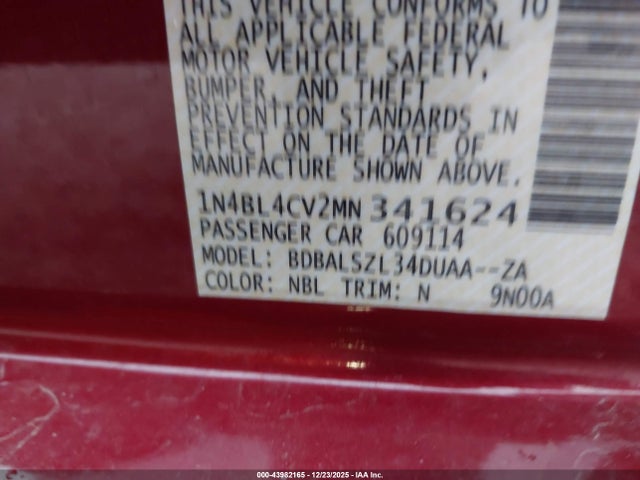 THIS VEHICLE CONFORMS TO
ALL APPLICABLE FEDERAL
MOTOR VEHICLE SAFETY,
BUMPER, AND THEFT
PREVENTION STANDARDS IN
EFFECT ON THE DATE OF
MANUFACTURE SHOWN ABOVE.
1N4BL4CV2MN341624
PASSENGER CAR 609114
MODEL: BDBALSZL34DUAA--ZA
COLOR: NBL TRIM: N 9N00A
000-43982165 - 12/23/2025 - IAA Inc.